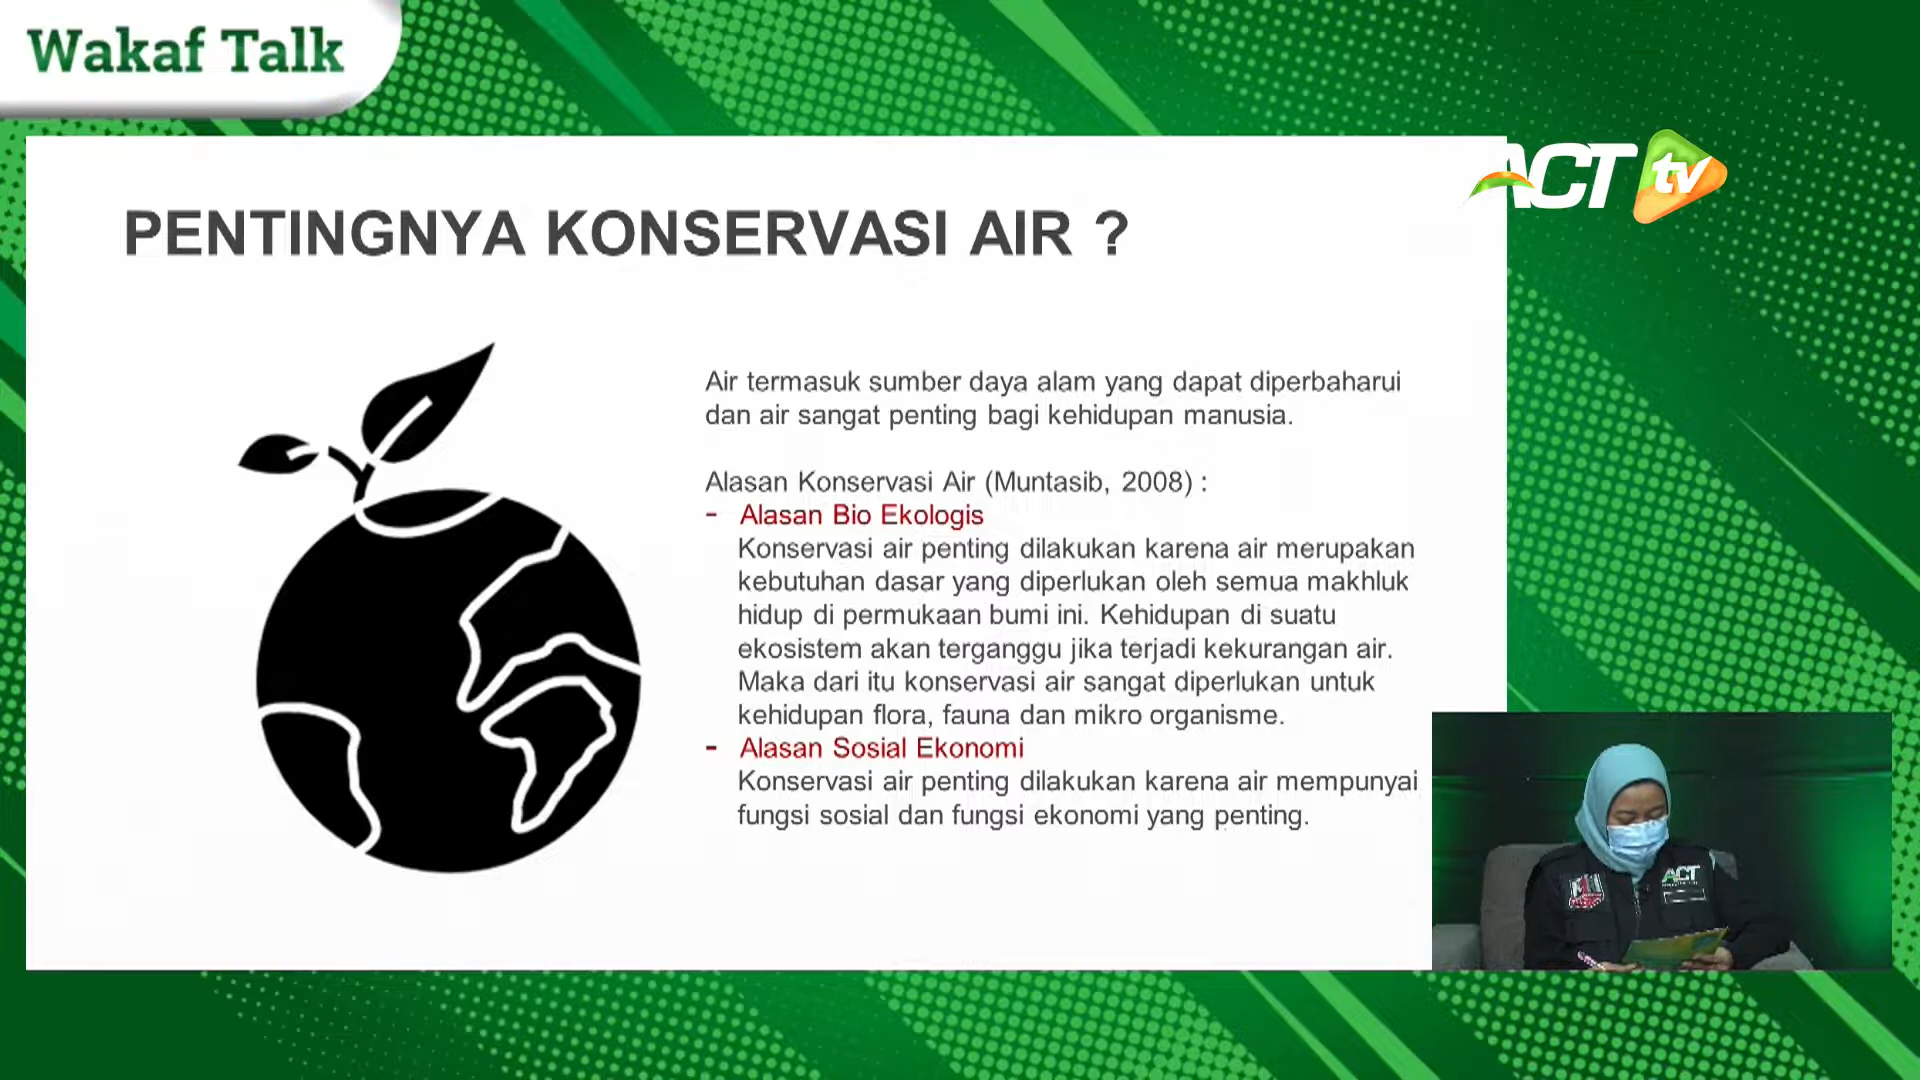 Wakaf Talk
ACT tv
PENTINGNYA KONSERVASI AIR ?
Air termasuk sumber daya alam yang dapat diperbaharui
dan air sangat penting bagi kehidupan manusia.
Alasan Konservasi Air (Muntasib, 2008) :
- Alasan Bio Ekologis
Konservasi air penting dilakukan karena air merupakan
kebutuhan dasar yang diperlukan oleh semua makhluk
hidup di permukaan bumi ini. Kehidupan di suatu
ekosistem akan terganggu jika terjadi kekurangan air.
Maka dari itu konservasi air sangat diperlukan untuk
kehidupan flora, fauna dan mikro organisme.
- Alasan Sosial Ekonomi
Konservasi air penting dilakukan karena air mempunyai
fungsi sosial dan fungsi ekonomi yang penting.
ACT